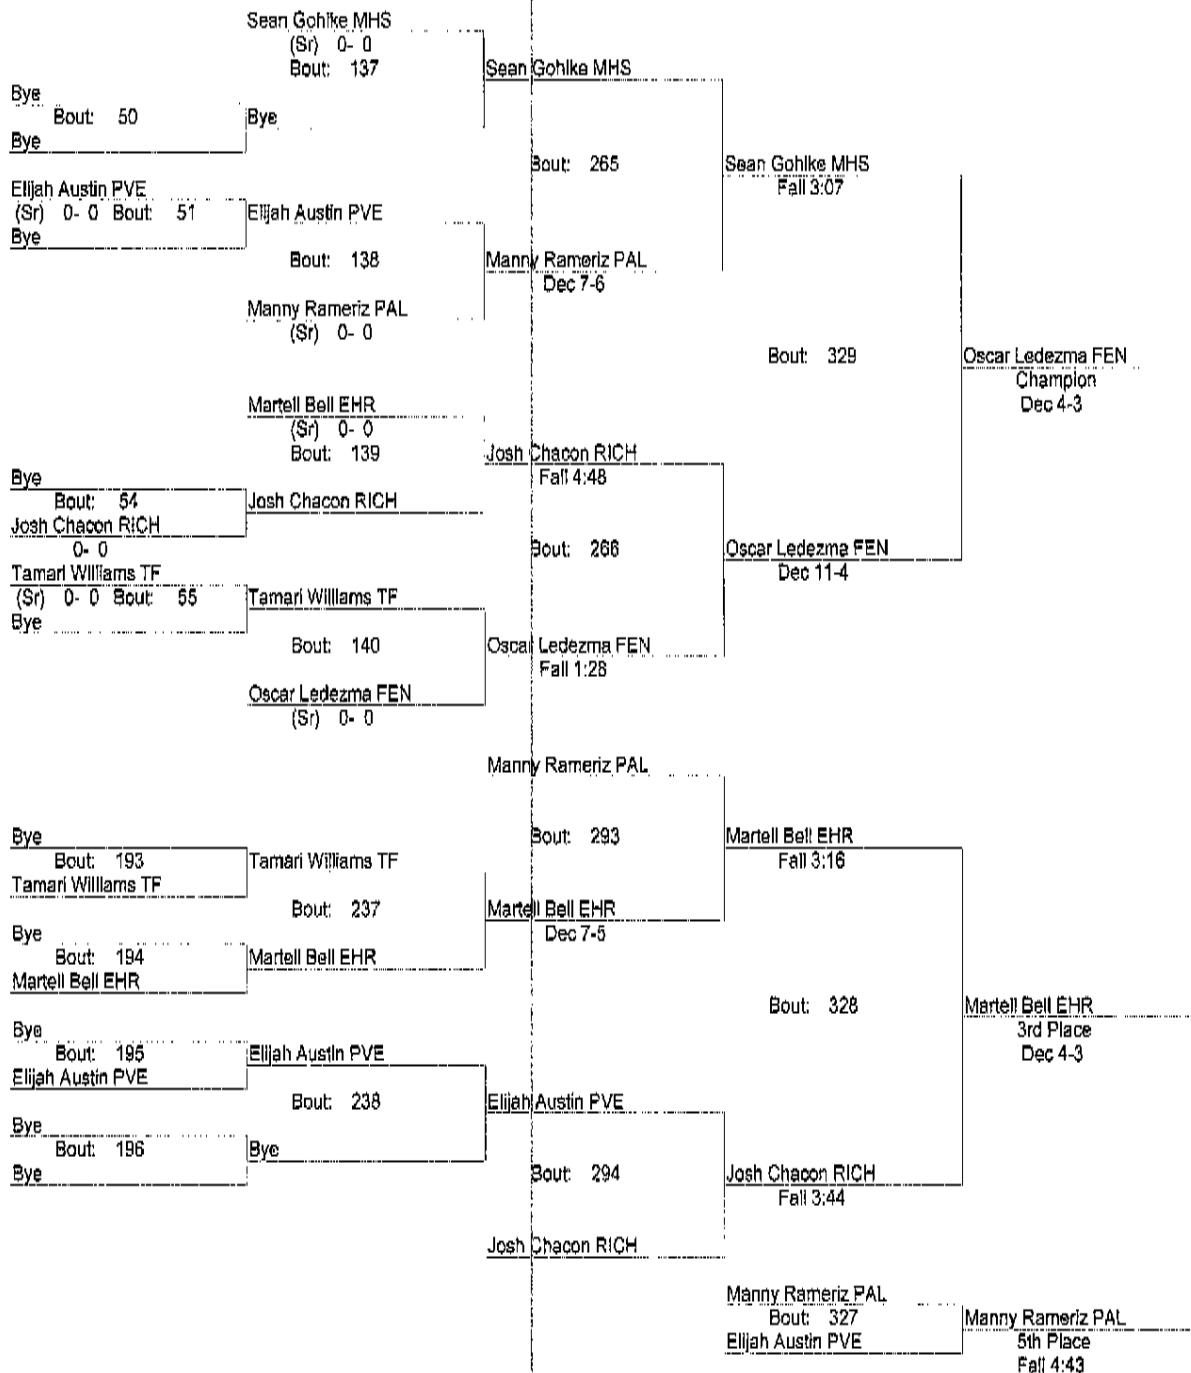 Sean Gohlke MHS
(Sr) 0- 0
Bout: 137
Sean Gohlke MHS
Bye
Bout: 50
Bye
Bye
Bout: 265
Sean Gohlke MHS
Fall 3:07
Elijah Austin PVE
(Sr) 0- 0 Bout: 51
Elijah Austin PVE
Bye
Bout: 138
Manny Rameriz PAL
Dec 7-6
Manny Rameriz PAL
(Sr) 0- 0
Bout: 329
Oscar Ledezma FEN
Champion
Dec 4-3
Martell Bell EHR
(Sr) 0- 0
Bout: 139
Josh Chacon RICH
Fall 4:48
Bye
Bout: 54
Josh Chacon RICH
Josh Chacon RICH
0- 0
Bout: 266
Oscar Ledezma FEN
Dec 11-4
Tamari Williams TF
(Sr) 0- 0 Bout: 55
Tamari Williams TF
Bye
Bout: 140
Oscar Ledezma FEN
Fall 1:28
Oscar Ledezma FEN
(Sr) 0- 0
Manny Rameriz PAL
Bye
Bout: 193
Tamari Williams TF
Tamari Williams TF
Bout: 293
Martell Bell EHR
Fall 3:16
Bout: 237
Martell Bell EHR
Dec 7-5
Bye
Bout: 194
Martell Bell EHR
Martell Bell EHR
Bout: 328
Martell Bell EHR
3rd Place
Dec 4-3
Bye
Bout: 195
Elijah Austin PVE
Elijah Austin PVE
Bout: 238
Elijah Austin PVE
Bye
Bout: 196
Bye
Bye
Bout: 294
Josh Chacon RICH
Fall 3:44
Josh Chacon RICH
Manny Rameriz PAL
Bout: 327
Elijah Austin PVE
Manny Rameriz PAL
5th Place
Fall 4:43